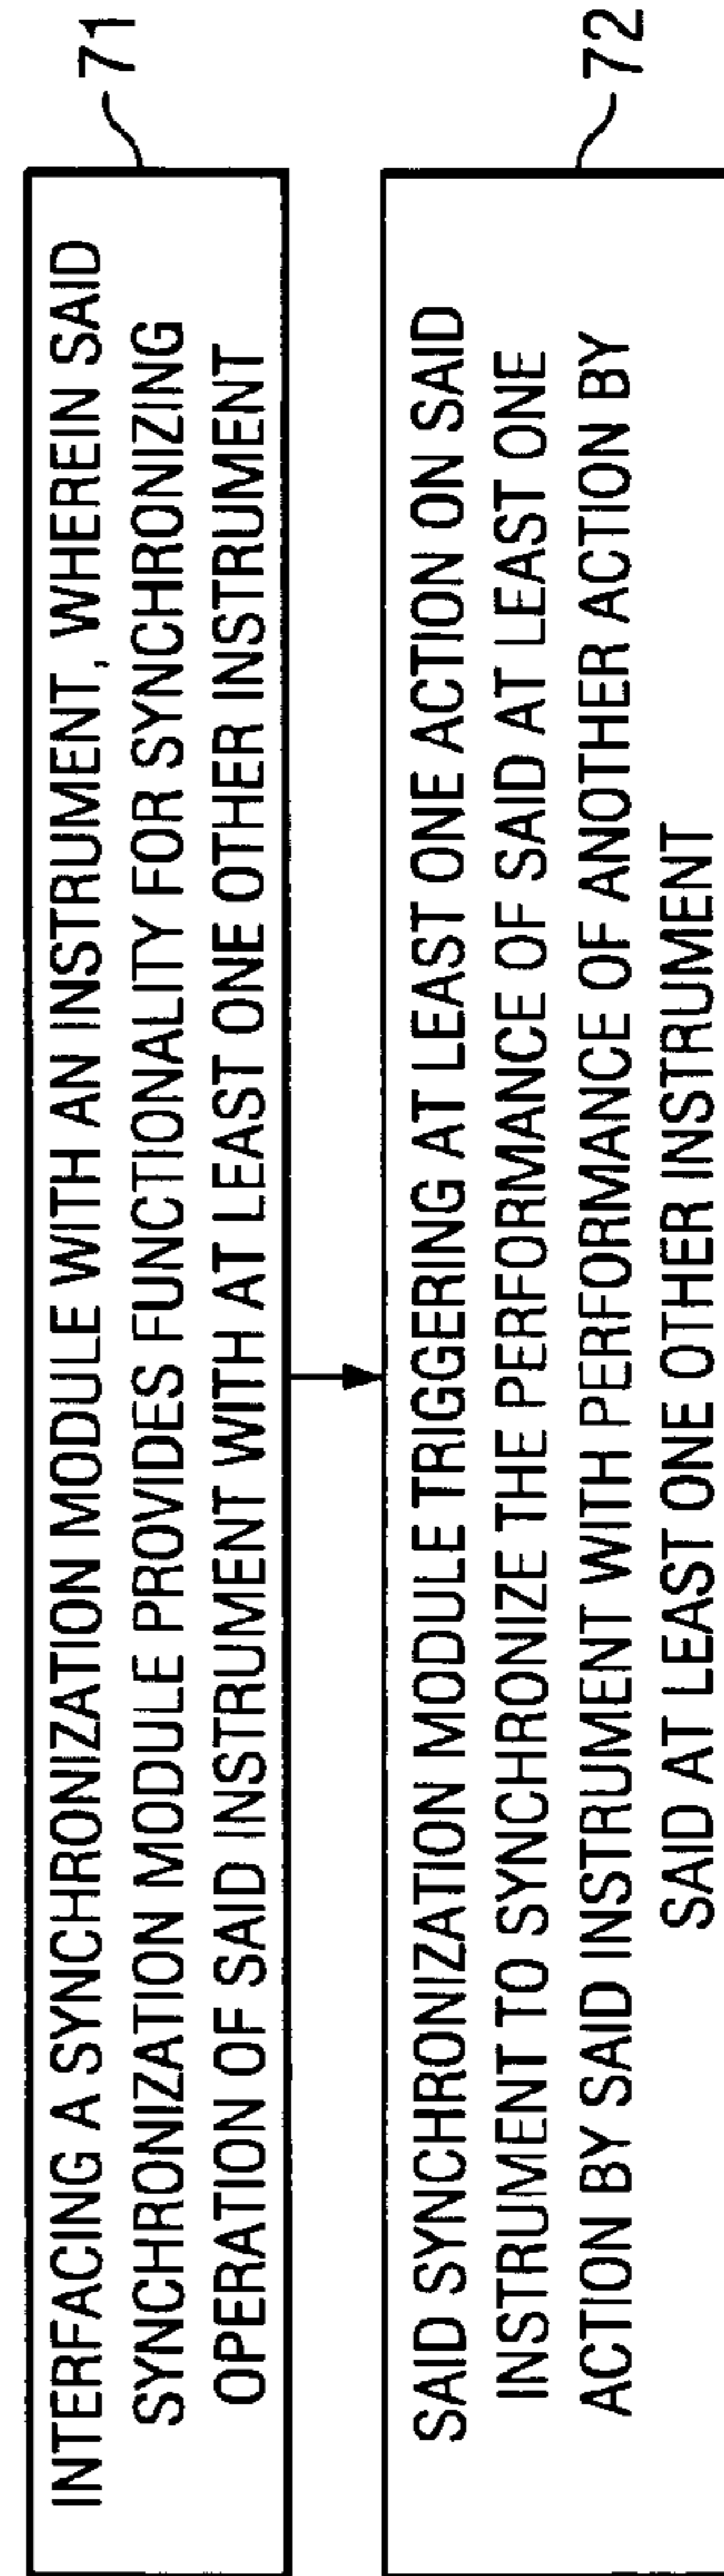 INTERFACING A SYNCHRONIZATION MODULE WITH AN INSTRUMENT, WHEREIN SAID
SYNCHRONIZATION MODULE PROVIDES FUNCTIONALITY FOR SYNCHRONIZING
OPERATION OF SAID INSTRUMENT WITH AT LEAST ONE OTHER INSTRUMENT
71
SAID SYNCHRONIZATION MODULE TRIGGERING AT LEAST ONE ACTION ON SAID
INSTRUMENT TO SYNCHRONIZE THE PERFORMANCE OF SAID AT LEAST ONE
ACTION BY SAID INSTRUMENT WITH PERFORMANCE OF ANOTHER ACTION BY
SAID AT LEAST ONE OTHER INSTRUMENT
72